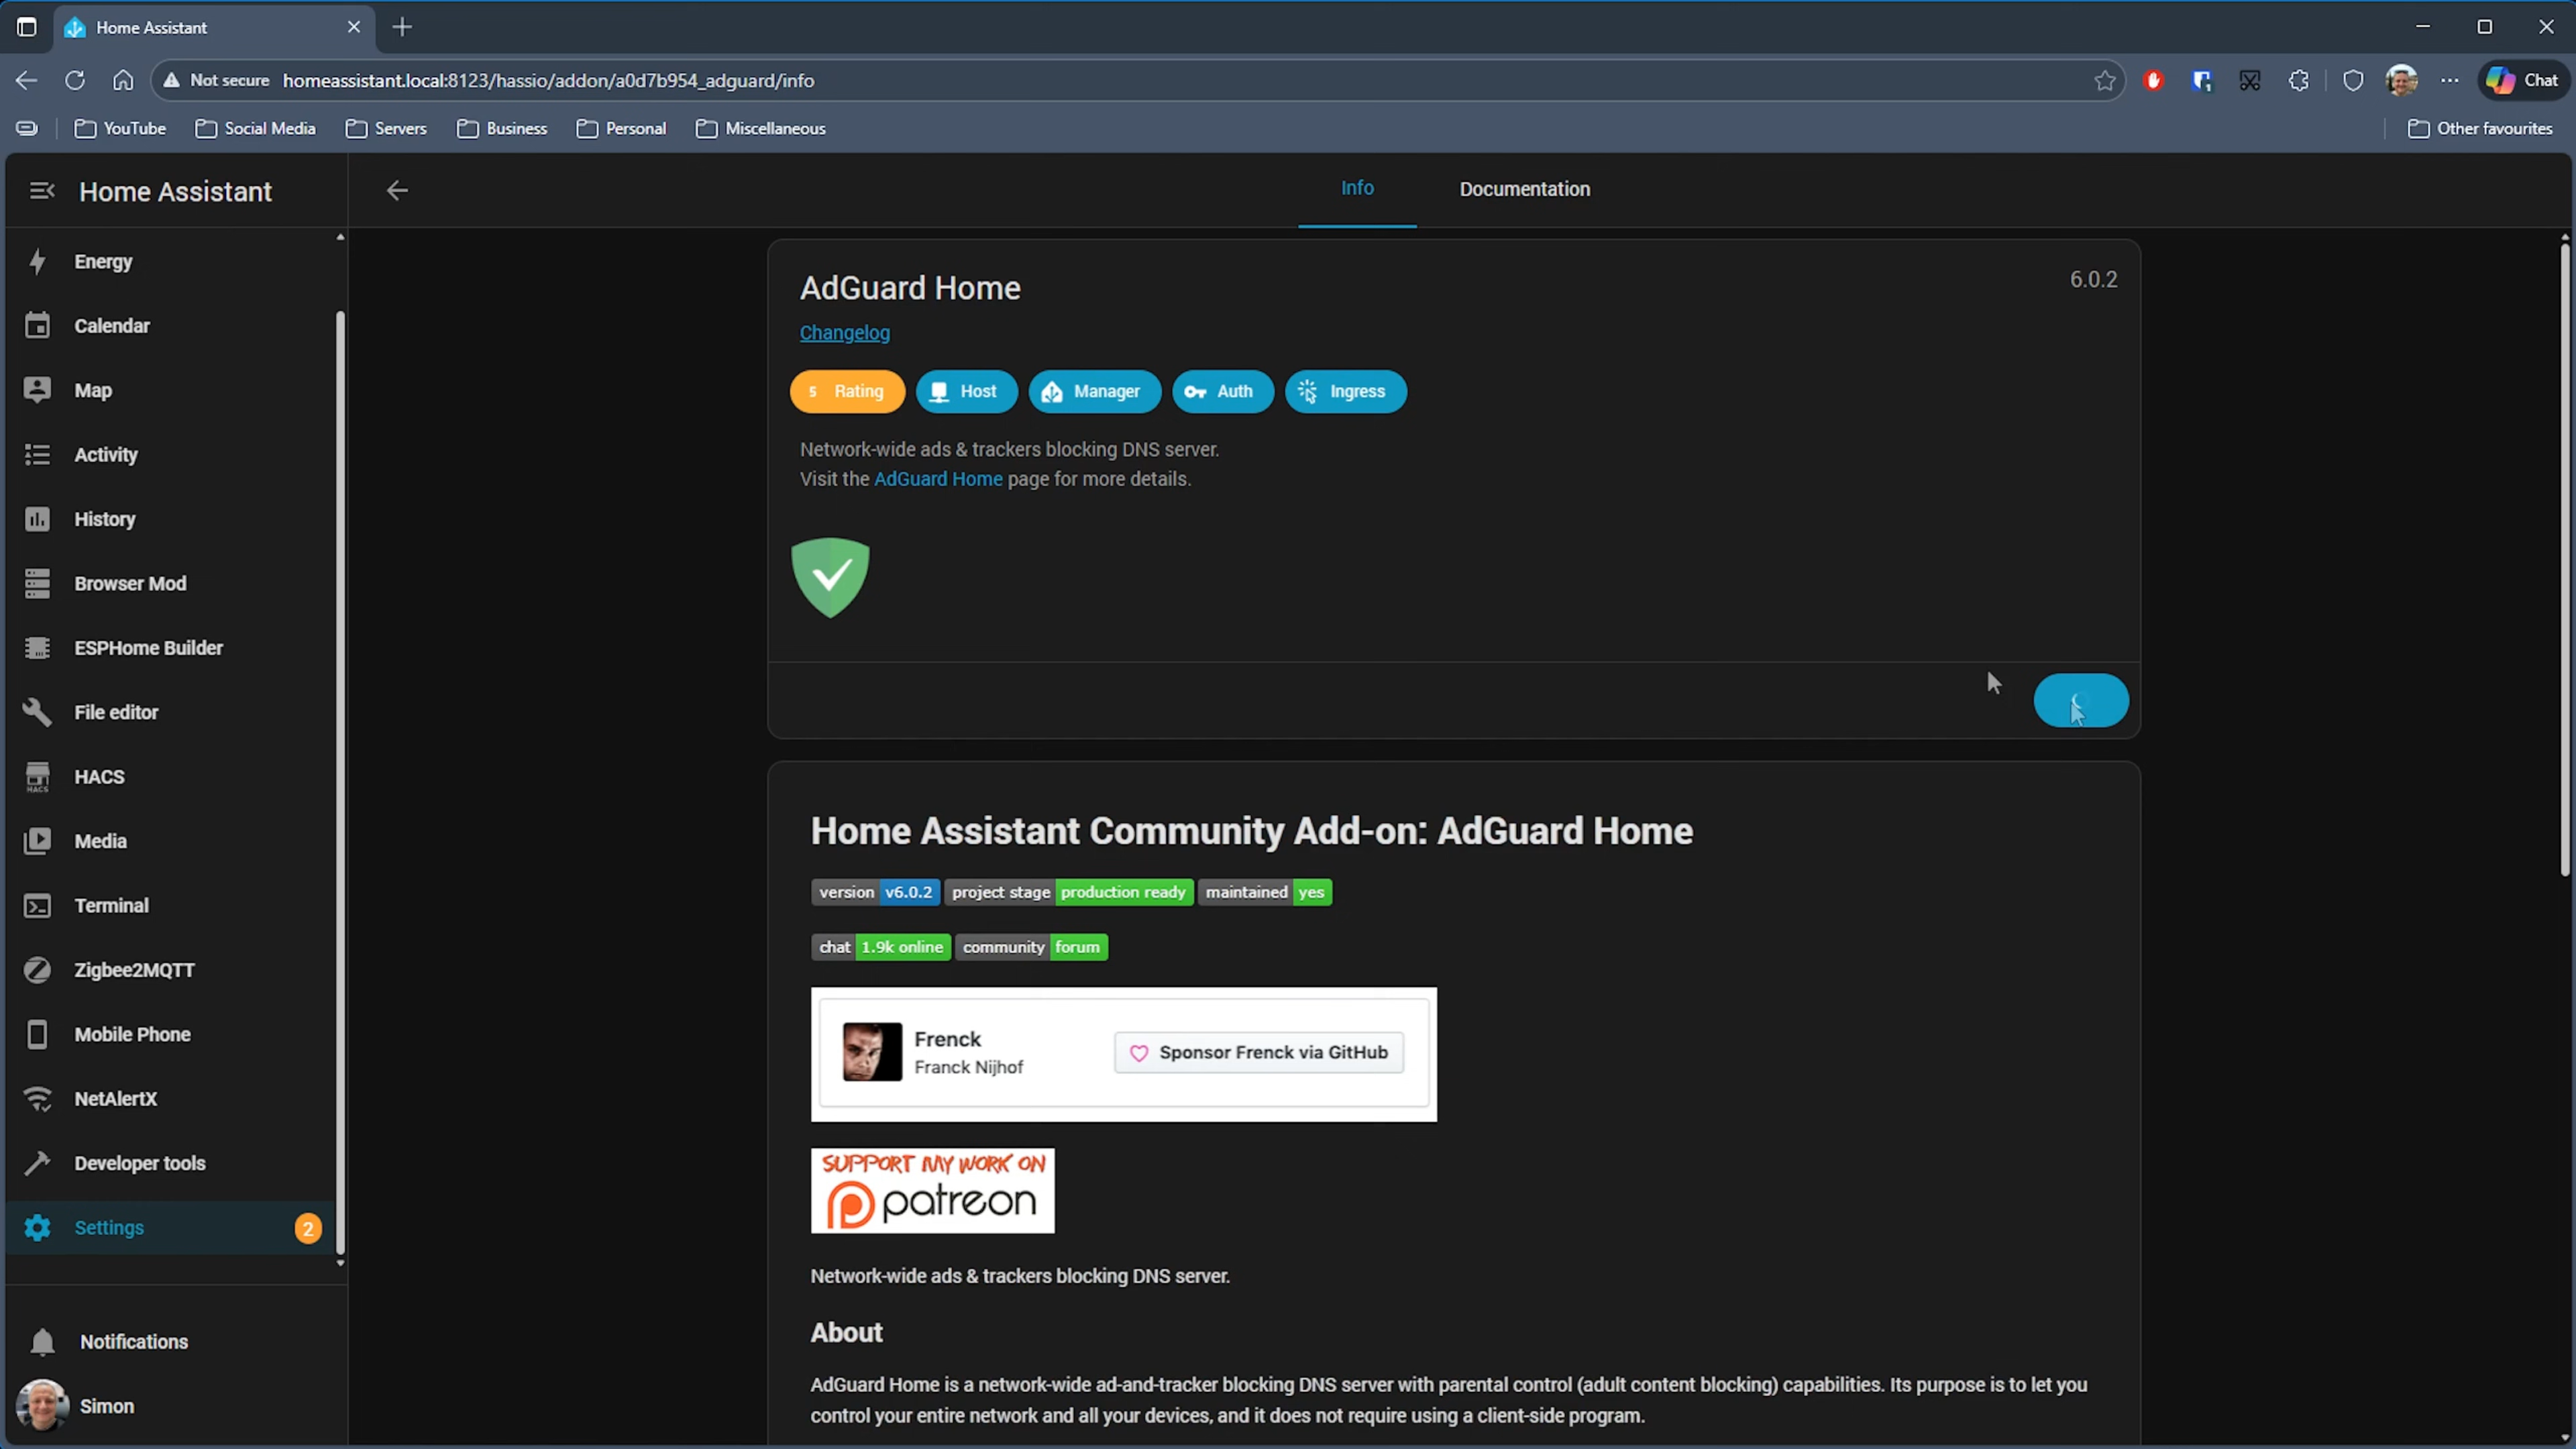 Home Assistant
Not secure homeassistant.local:8123/hassio/addon/a0d7b954_adguard/info
1
Chat
YouTube
Social Media
Servers
Business
Personal
Miscellaneous
Other favourites
Home Assistant
Info
Documentation
Energy
Calendar
Map
Activity
History
Browser Mod
ESPHome Builder
File editor
HACS
HACS
Media
Terminal
Zigbee2MQTT
Mobile Phone
NetAlertX
Developer tools
Settings 2
Notifications
Simon
AdGuard Home
6.0.2
Changelog
5 Rating
Host
Manager
Auth
Ingress
Network-wide ads & trackers blocking DNS server.
Visit the AdGuard Home page for more details.
Home Assistant Community Add-on: AdGuard Home
version v6.0.2 project stage production ready maintained yes
chat 1.9k online community forum
Frenck
Franck Nijhof
Sponsor Frenck via GitHub
SUPPORT MY WORK ON
patreon
Network-wide ads & trackers blocking DNS server.
About
AdGuard Home is a network-wide ad-and-tracker blocking DNS server with parental control (adult content blocking) capabilities. Its purpose is to let you
control your entire network and all your devices, and it does not require using a client-side program.